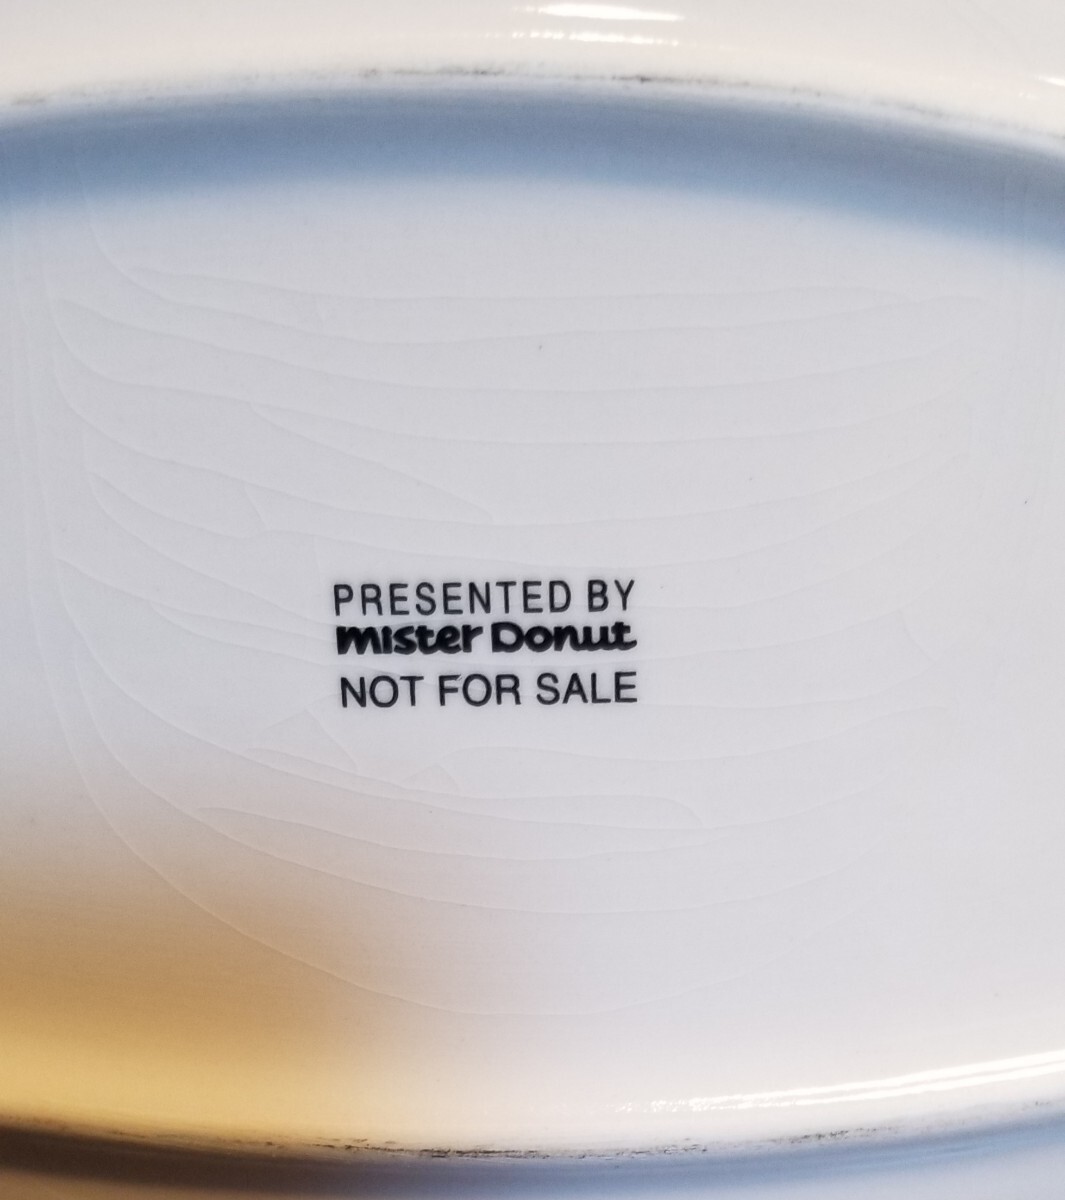 PRESENTED BY
mister Donut
NOT FOR SALE